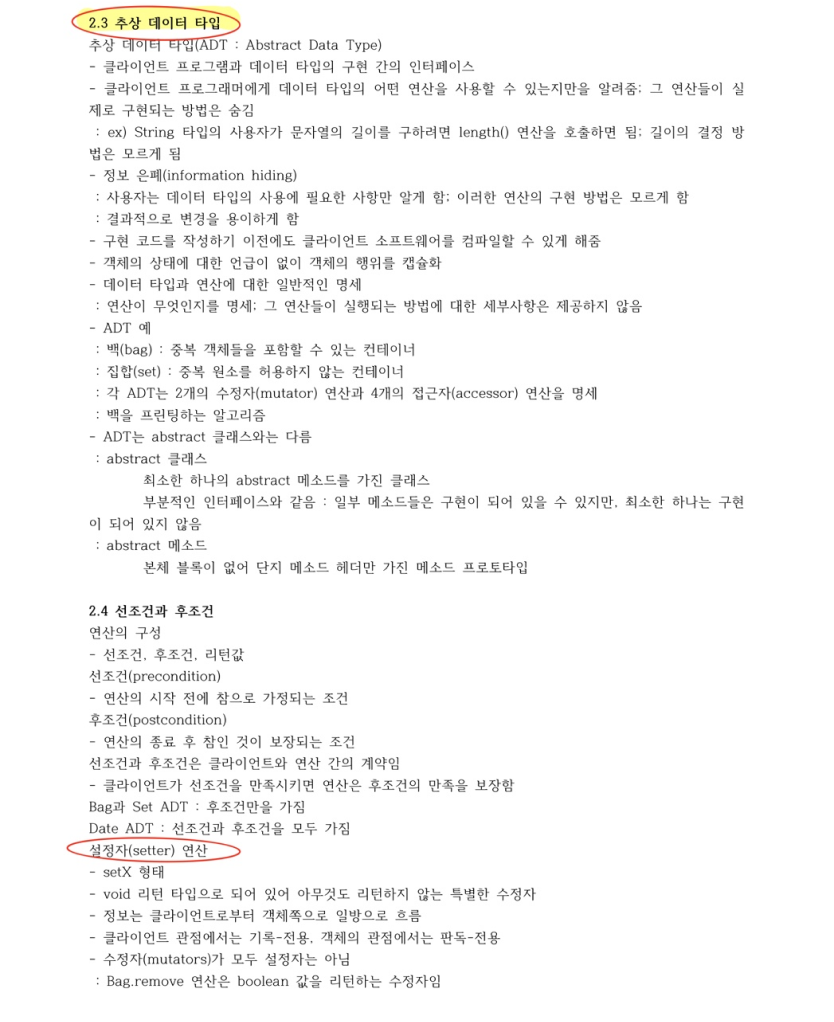 2.3 추상 데이터 타입
추상 데이터 타입(ADT : Abstract Data Type)
- 클라이언트 프로그램과 데이터 타입의 구현 간의 인터페이스
- 클라이언트 프로그래머에게 데이터 타입의 어떤 연산을 사용할 수 있는지만을 알려줌; 그 연산들이 실
제로 구현되는 방법은 숨김
: ex) String 타입의 사용자가 문자열의 길이를 구하려면 length() 연산을 호출하면 됨; 길이의 결정 방
법은 모르게 됨
- 정보 은폐(information hiding)
: 사용자는 데이터 타입의 사용에 필요한 사항만 알게 함; 이러한 연산의 구현 방법은 모르게 함
: 결과적으로 변경을 용이하게 함
- 구현 코드를 작성하기 이전에도 클라이언트 소프트웨어를 컴파일할 수 있게 해줌
- 객체의 상태에 대한 언급이 없이 객체의 행위를 캡슐화
- 데이터 타입과 연산에 대한 일반적인 명세
: 연산이 무엇인지를 명세; 그 연산들이 실행되는 방법에 대한 세부사항은 제공하지 않음
- ADT 예
: 백(bag) : 중복 객체들을 포함할 수 있는 컨테이너
: 집합(set) : 중복 원소를 허용하지 않는 컨테이너
: 각 ADT는 2개의 수정자(mutator) 연산과 4개의 접근자(accessor) 연산을 명세
: 백을 프린팅하는 알고리즘
- ADT는 abstract 클래스와는 다름
: abstract 클래스
최소한 하나의 abstract 메소드를 가진 클래스
부분적인 인터페이스와 같음 : 일부 메소드들은 구현이 되어 있을 수 있지만, 최소한 하나는 구현
이 되어 있지 않음
: abstract 메소드
본체 블록이 없어 단지 메소드 헤더만 가진 메소드 프로토타입
2.4 선조건과 후조건
연산의 구성
- 선조건, 후조건, 리턴값
선조건(precondition)
- 연산의 시작 전에 참으로 가정되는 조건
후조건(postcondition)
- 연산의 종료 후 참인 것이 보장되는 조건
선조건과 후조건은 클라이언트와 연산 간의 계약임
- 클라이언트가 선조건을 만족시키면 연산은 후조건의 만족을 보장함
Bag과 Set ADT : 후조건만을 가짐
Date ADT : 선조건과 후조건을 모두 가짐
설정자(setter) 연산
- setX 형태
- void 리턴 타입으로 되어 있어 아무것도 리턴하지 않는 특별한 수정자
- 정보는 클라이언트로부터 객체쪽으로 일방으로 흐름
- 클라이언트 관점에서는 기록-전용, 객체의 관점에서는 판독-전용
- 수정자(mutators)가 모두 설정자는 아님
: Bag.remove 연산은 boolean 값을 리턴하는 수정자임